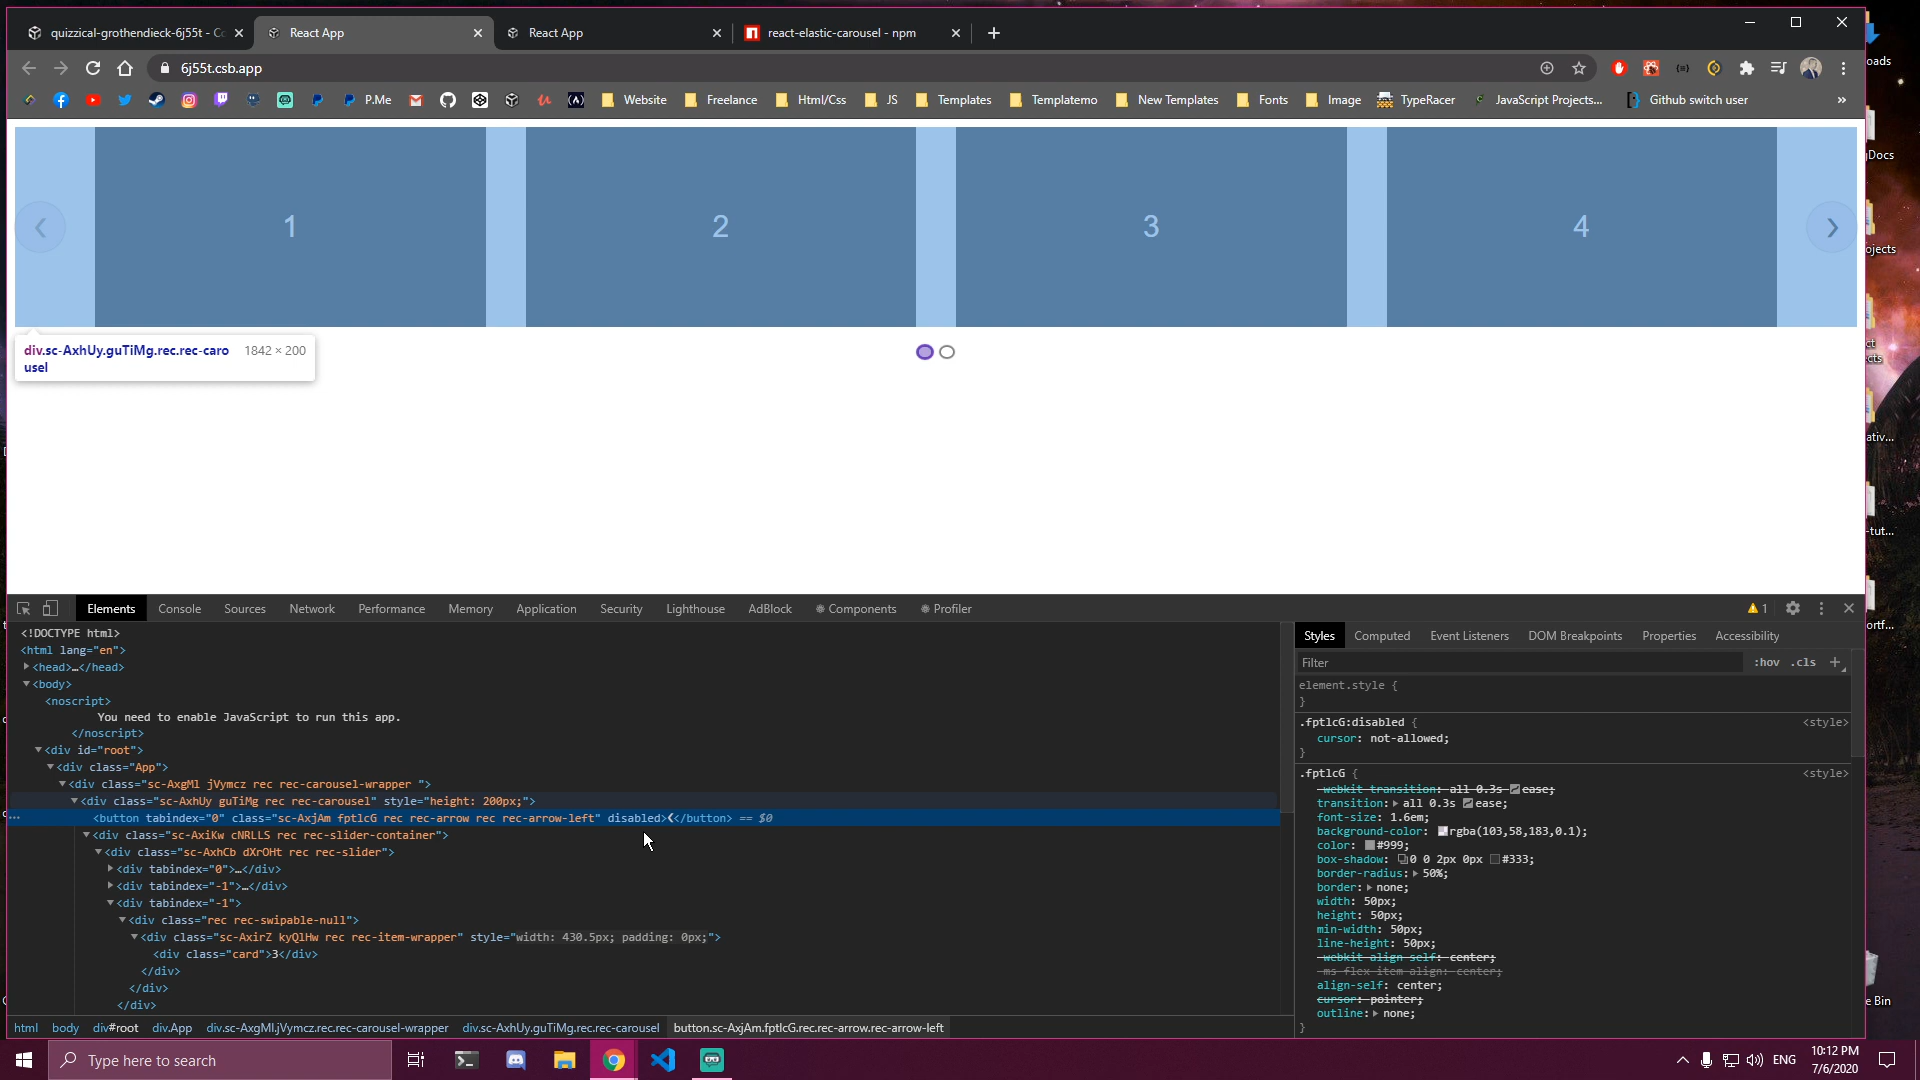 quizzical-grothendieck-6j55t - Co
React App
React App
react-elastic-carousel - npm
6j55t.csb.app
P.Me
Website
Freelance
Html/Css
JS
Templates
Templatemo
New Templates
Fonts
Image
TypeRacer
JavaScript Projects...
Github switch user
»
oads
gDocs
ojects
ct
cts
ativ...
-tut...
ortf...
e Bin
1
2
3
4
div.sc-AxhUy.guTiMg.rec.rec-caro
usel
1842 × 200
Elements
Console
Sources
Network
Performance
Memory
Application
Security
Lighthouse
AdBlock
Components
Profiler
1
<!DOCTYPE html>
<html lang="en">
<head>…</head>
<body>
<noscript>
You need to enable JavaScript to run this app.
</noscript>
<div id="root">
<div class="App">
<div class="sc-AxgMl jVymcz rec rec-carousel-wrapper ">
<div class="sc-AxhUy guTiMg rec rec-carousel" style="height: 200px;">
<button tabindex="0" class="sc-AxjAm fptlcG rec rec-arrow rec rec-arrow-left" disabled>❮</button> == $0
<div class="sc-AxiKw cNRLLS rec rec-slider-container">
<div class="sc-AxhCb dXrOHt rec rec-slider">
<div tabindex="0">…</div>
<div tabindex="-1">…</div>
<div tabindex="-1">
<div class="rec rec-swipable-null">
<div class="sc-AxirZ kyQlHw rec rec-item-wrapper" style="width: 430.5px; padding: 0px;">
<div class="card">3</div>
</div>
</div>
</div>
html
body
div#root
div.App
div.sc-AxgMl.jVymcz.rec.rec-carousel-wrapper
div.sc-AxhUy.guTiMg.rec.rec-carousel
button.sc-AxjAm.fptlcG.rec.rec-arrow.rec.rec-arrow-left
Styles
Computed
Event Listeners
DOM Breakpoints
Properties
Accessibility
Filter
:hov .cls +
element.style {
}
.fptlcG:disabled { <style>
cursor: not-allowed;
}
.fptlcG { <style>
-webkit-transition: all 0.3s ease;
transition: all 0.3s ease;
font-size: 1.6em;
background-color: rgba(103,58,183,0.1);
color: #999;
box-shadow: 0 0 2px 0px #333;
border-radius: 50%;
border: none;
width: 50px;
height: 50px;
min-width: 50px;
line-height: 50px;
-webkit-align-self: center;
-ms-flex-item-align: center;
align-self: center;
cursor: pointer;
outline: none;
}
Type here to search
ENG
10:12 PM
7/6/2020